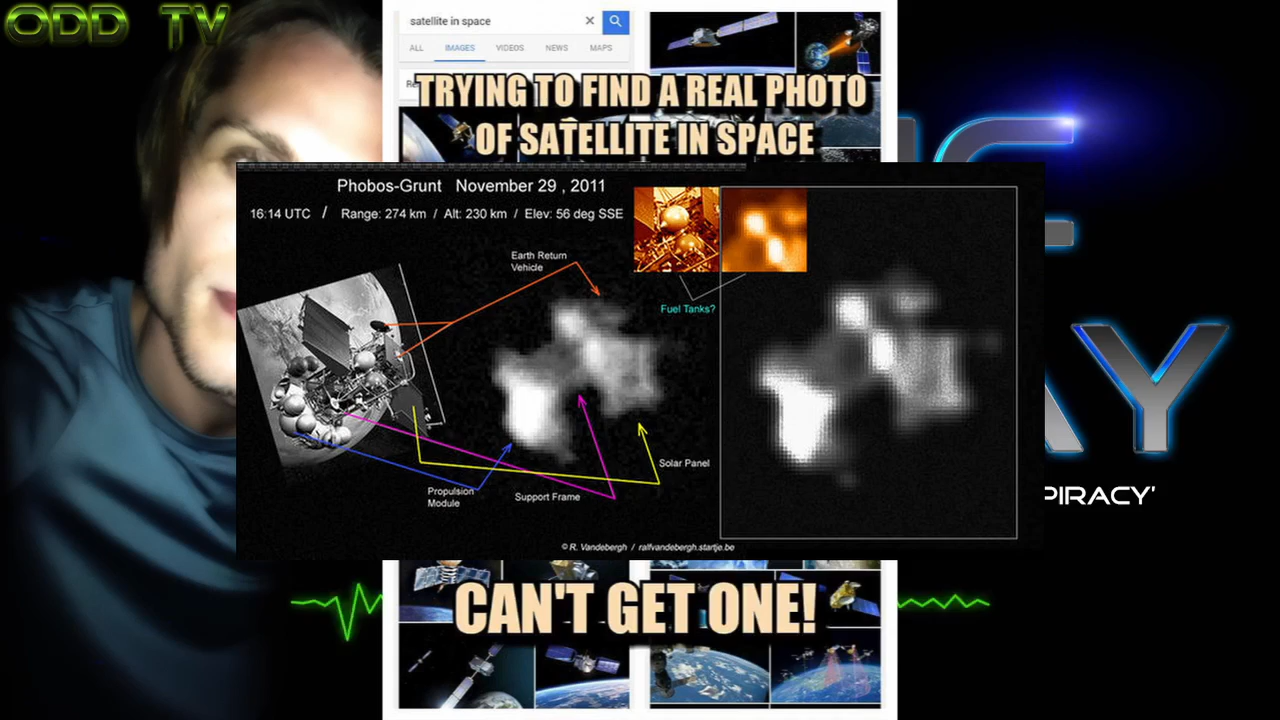 ODD TV
satellite in space
ALL IMAGES VIDEOS NEWS MAPS
TRYING TO FIND A REAL PHOTO
OF SATELLITE IN SPACE
Phobos-Grunt November 29 , 2011
16:14 UTC / Range: 274 km / Alt: 230 km / Elev: 56 deg SSE
Earth Return
Vehicle
Fuel Tanks?
Solar Panel
Propulsion
Module
Support Frame
© R. Vandebergh / ralfvandebergh.startje.be
PIRACY'
CAN'T GET ONE!